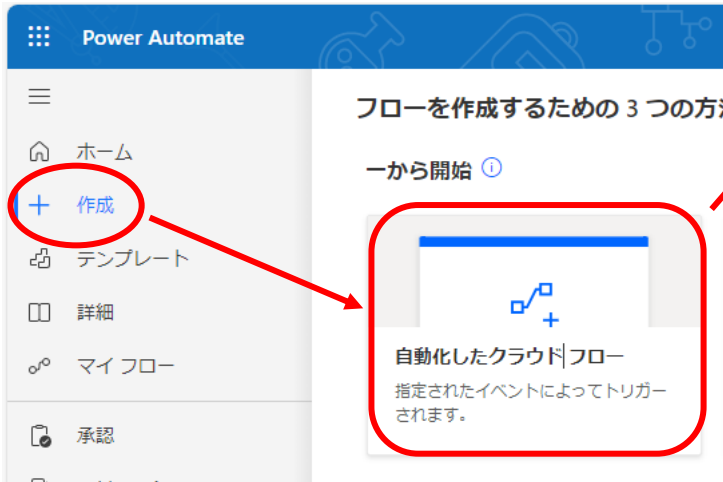 Power Automate
フローを作成するための 3 つの方法
ホーム
一から開始
作成
テンプレート
詳細
マイ フロー
承認
自動化したクラウド フロー
指定されたイベントによってトリガー
されます。